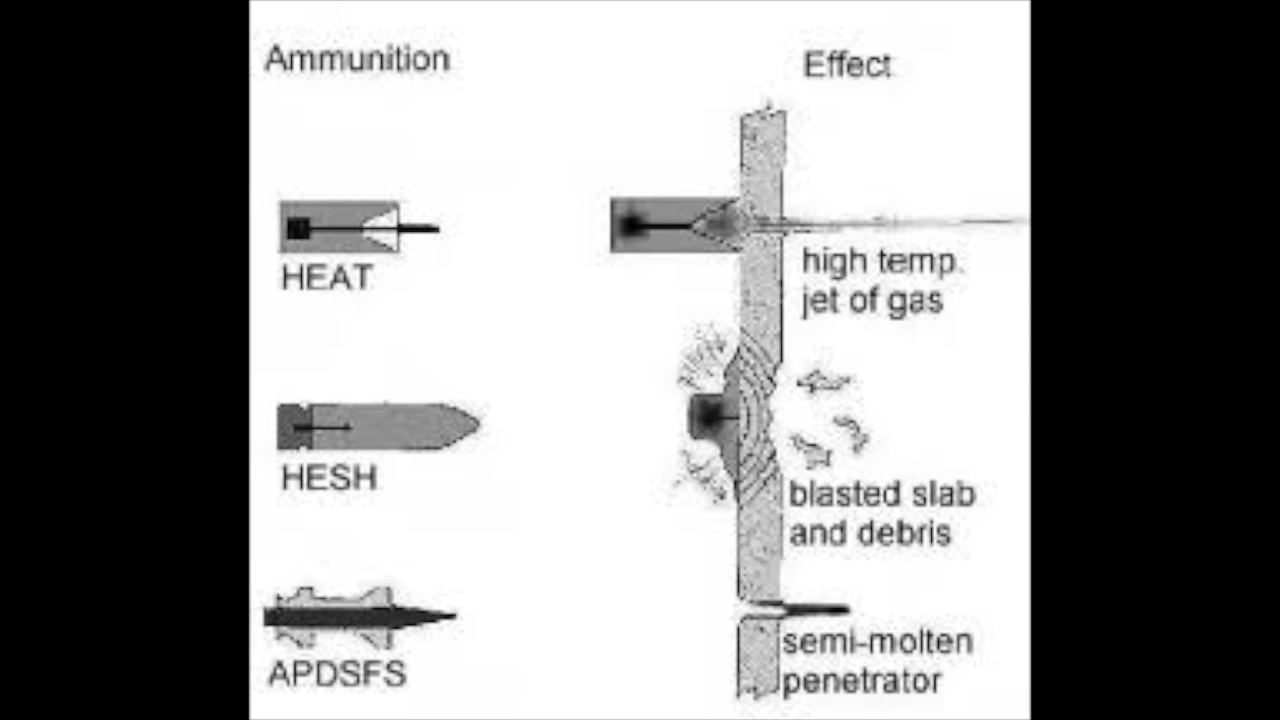 Ammunition
Effect
HEAT
high temp.
jet of gas
HESH
blasted slab
and debris
APDSFS
semi-molten
penetrator